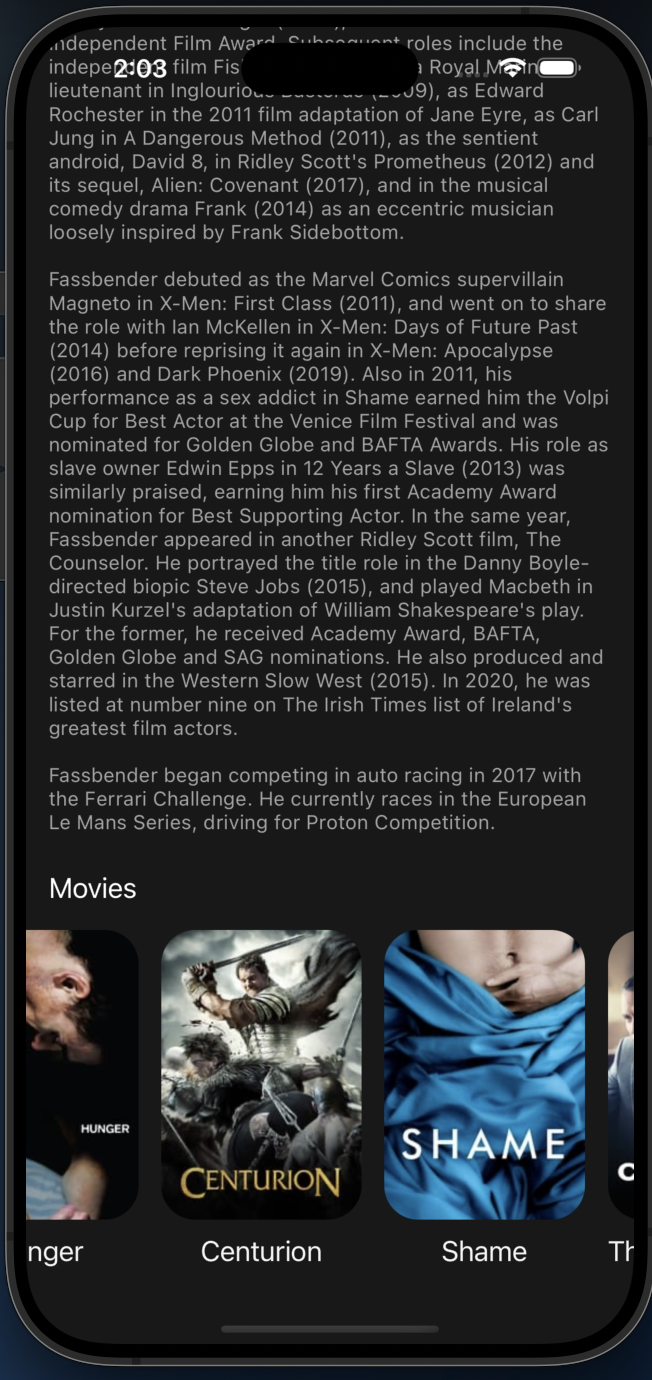 independent Film Award. Subsequent roles include the
2:03
independent film Fis a Royal Marin
lieutenant in Inglourious Basterds (2009), as Edward
Rochester in the 2011 film adaptation of Jane Eyre, as Carl
Jung in A Dangerous Method (2011), as the sentient
android, David 8, in Ridley Scott's Prometheus (2012) and
its sequel, Alien: Covenant (2017), and in the musical
comedy drama Frank (2014) as an eccentric musician
loosely inspired by Frank Sidebottom.
Fassbender debuted as the Marvel Comics supervillain
Magneto in X-Men: First Class (2011), and went on to share
the role with Ian McKellen in X-Men: Days of Future Past
(2014) before reprising it again in X-Men: Apocalypse
(2016) and Dark Phoenix (2019). Also in 2011, his
performance as a sex addict in Shame earned him the Volpi
Cup for Best Actor at the Venice Film Festival and was
nominated for Golden Globe and BAFTA Awards. His role as
slave owner Edwin Epps in 12 Years a Slave (2013) was
similarly praised, earning him his first Academy Award
nomination for Best Supporting Actor. In the same year,
Fassbender appeared in another Ridley Scott film, The
Counselor. He portrayed the title role in the Danny Boyle-
directed biopic Steve Jobs (2015), and played Macbeth in
Justin Kurzel's adaptation of William Shakespeare's play.
For the former, he received Academy Award, BAFTA,
Golden Globe and SAG nominations. He also produced and
starred in the Western Slow West (2015). In 2020, he was
listed at number nine on The Irish Times list of Ireland's
greatest film actors.
Fassbender began competing in auto racing in 2017 with
the Ferrari Challenge. He currently races in the European
Le Mans Series, driving for Proton Competition.
Movies
HUNGER
CENTURION
SHAME
C
nger
Centurion
Shame
Th